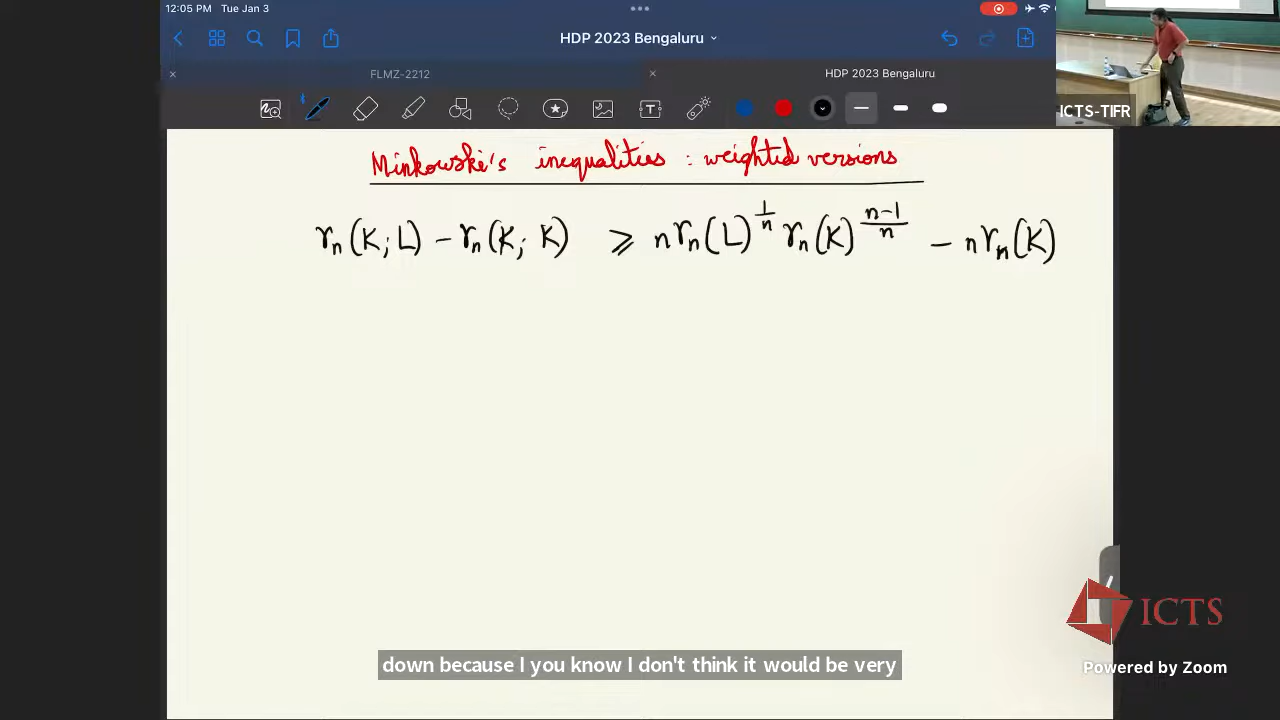 12:05 PM Tue Jan 3
HDP 2023 Bengaluru
FLMZ-2212
HDP 2023 Bengaluru
ICTS-TIFR
Minkowski's inequalities : weighted versions
γₙ(K; L) − γₙ(K; K) ⩾ nγₙ(L)^{1/n} γₙ(K)^{(n−1)/n} − nγₙ(K)
ICTS
down because I you know I don't think it would be very
Powered by Zoom